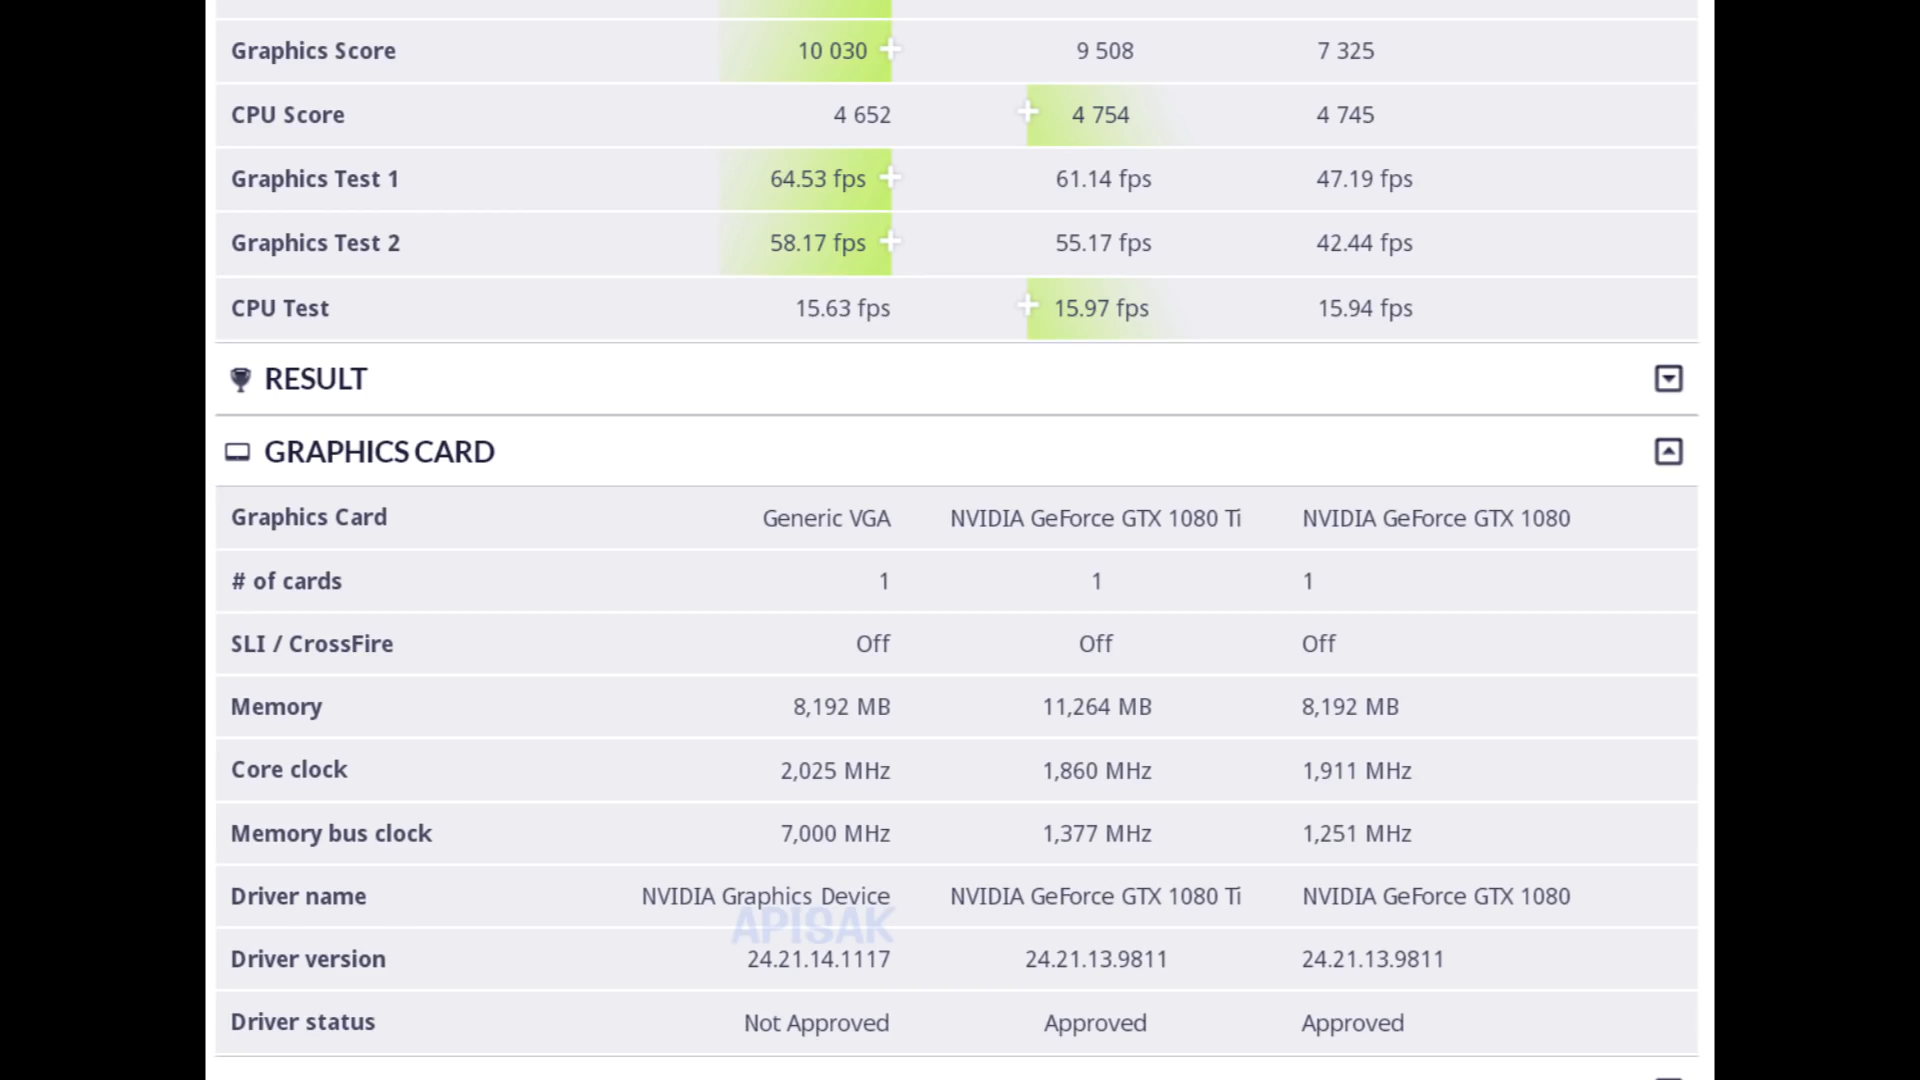 Graphics Score 10 030 9 508 7 325
CPU Score 4 652 4 754 4 745
Graphics Test 1 64.53 fps 61.14 fps 47.19 fps
Graphics Test 2 58.17 fps 55.17 fps 42.44 fps
CPU Test 15.63 fps 15.97 fps 15.94 fps
RESULT
GRAPHICS CARD
Graphics Card Generic VGA NVIDIA GeForce GTX 1080 Ti NVIDIA GeForce GTX 1080
# of cards 1 1 1
SLI / CrossFire Off Off Off
Memory 8,192 MB 11,264 MB 8,192 MB
Core clock 2,025 MHz 1,860 MHz 1,911 MHz
Memory bus clock 7,000 MHz 1,377 MHz 1,251 MHz
Driver name NVIDIA Graphics Device NVIDIA GeForce GTX 1080 Ti NVIDIA GeForce GTX 1080
APISAK
Driver version 24.21.14.1117 24.21.13.9811 24.21.13.9811
Driver status Not Approved Approved Approved